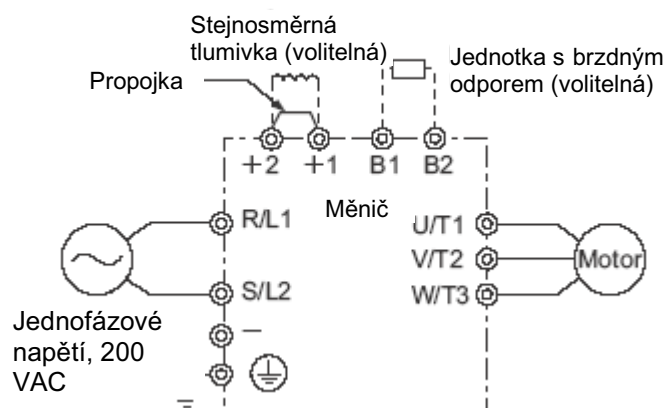 Stejnosměrná
tlumivka (volitelná)
Jednotka s brzdným
odporem (volitelná)
Propojka
+2 +1 B1 B2
Měnič
R/L1
U/T1
V/T2
Motor
S/L2
W/T3
Jednofázové
napětí, 200
VAC
−